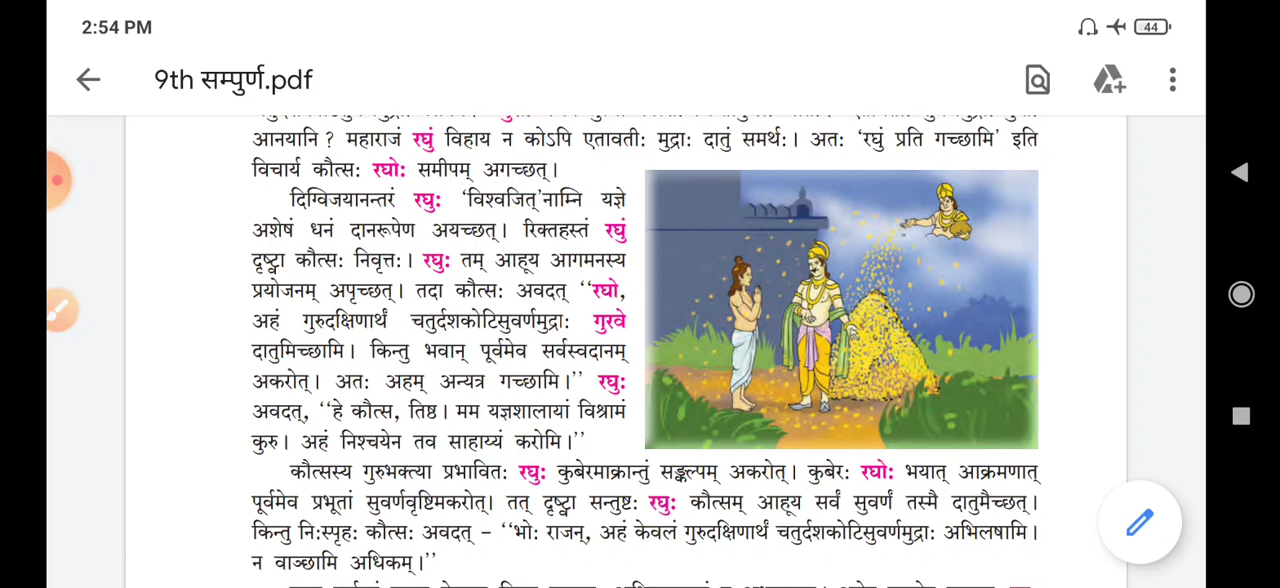 2:54 PM
44
9th सम्पुर्ण.pdf
आनयानि ? महाराजं रघुं विहाय न कोऽपि एतावती: मुद्रा: दातुं समर्थ:। अत: ‘रघुं प्रति गच्छामि’ इति
विचार्य कौत्स: रघो: समीपम् अगच्छत्।
दिग्विजयानन्तरं रघु: ‘विश्वजित्’नाम्नि यज्ञे
अशेषं धनं दानरूपेण अयच्छत्। रिक्तहस्तं रघुं
दृष्ट्वा कौत्स: निवृत्त:। रघु: तम् आहूय आगमनस्य
प्रयोजनम् अपृच्छत्। तदा कौत्स: अवदत् ‘‘रघो,
अहं गुरुदक्षिणार्थं चतुर्दशकोटिसुवर्णमुद्रा: गुरवे
दातुमिच्छामि। किन्तु भवान् पूर्वमेव सर्वस्वदानम्
अकरोत्। अत: अहम् अन्यत्र गच्छामि।’’ रघु:
अवदत्, ‘‘हे कौत्स, तिष्ठ। मम यज्ञशालायां विश्रामं
कुरु। अहं निश्चयेन तव साहाय्यं करोमि।’’
कौत्सस्य गुरुभक्त्या प्रभावित: रघु: कुबेरमाक्रान्तुं सङ्कल्पम् अकरोत्। कुबेर: रघो: भयात् आक्रमणात्
पूर्वमेव प्रभूतां सुवर्णवृष्टिमकरोत्। तत् दृष्ट्वा सन्तुष्ट: रघु: कौत्सम् आहूय सर्वं सुवर्णं तस्मै दातुमैच्छत्।
किन्तु नि:स्पृह: कौत्स: अवदत् – ‘‘भो: राजन्, अहं केवलं गुरुदक्षिणार्थं चतुर्दशकोटिसुवर्णमुद्रा: अभिलषामि।
न वाञ्छामि अधिकम्।’’